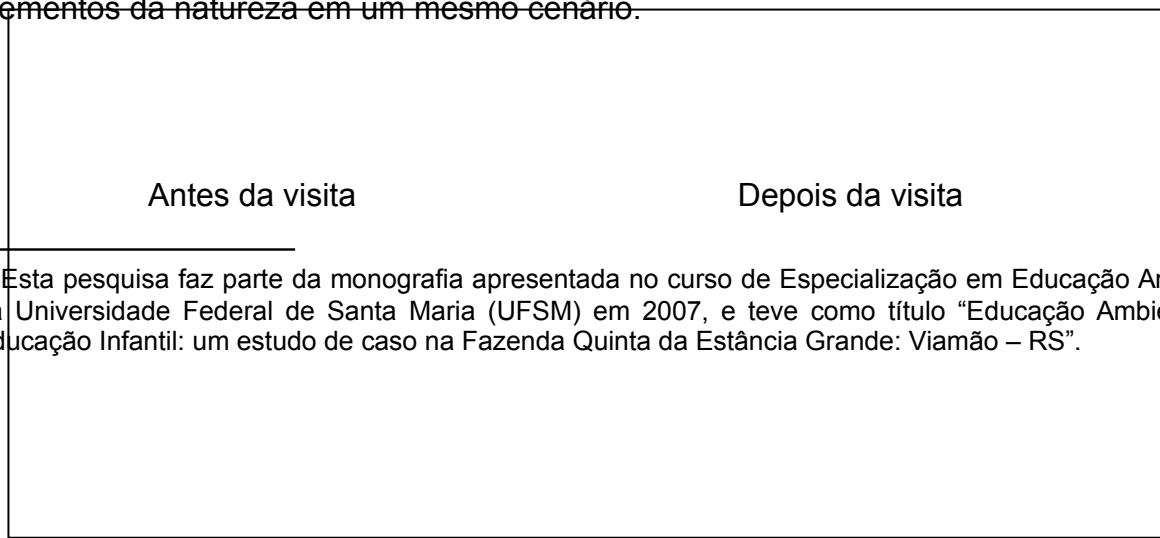 ementos da natureza em um mesmo cenário.
Antes da visita Depois da visita
Esta pesquisa faz parte da monografia apresentada no curso de Especialização em Educação
Universidade Federal de Santa Maria (UFSM) em 2007, e teve como título “Educação
ducação Infantil: um estudo de caso na Fazenda Quinta da Estância Grande: Viamão – RS”.